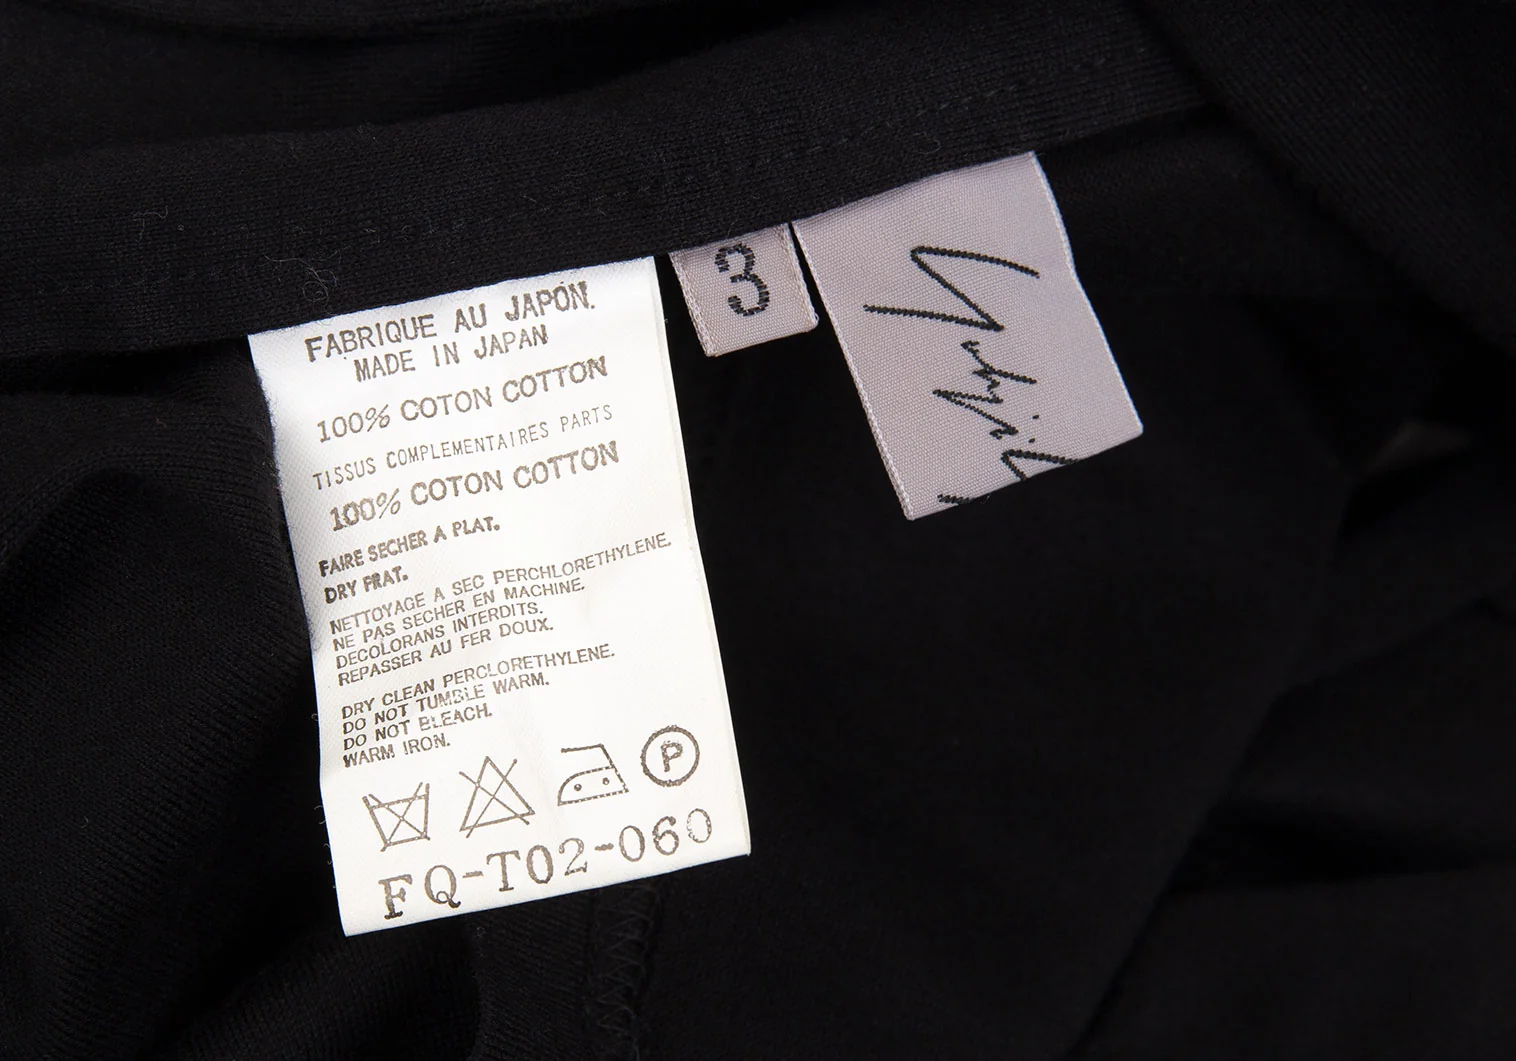 FABRIQUE AU JAPON.
MADE IN JAPAN
100% COTON COTTON
TISSUS COMPLEMENTAIRES PARTS
100% COTON COTTON
FAIRE SECHER A PLAT.
DRY FRAT.
NETTOYAGE A SEC PERCHLORETHYLENE.
NE PAS SECHER EN MACHINE.
DECOLORANS INTERDITS.
REPASSER AU FER DOUX.
DRY CLEAN PERCLORETHYLENE.
DO NOT TUMBLE WARM.
DO NOT BLEACH.
WARM IRON.
P
FQ-T02-060
3
Yohji